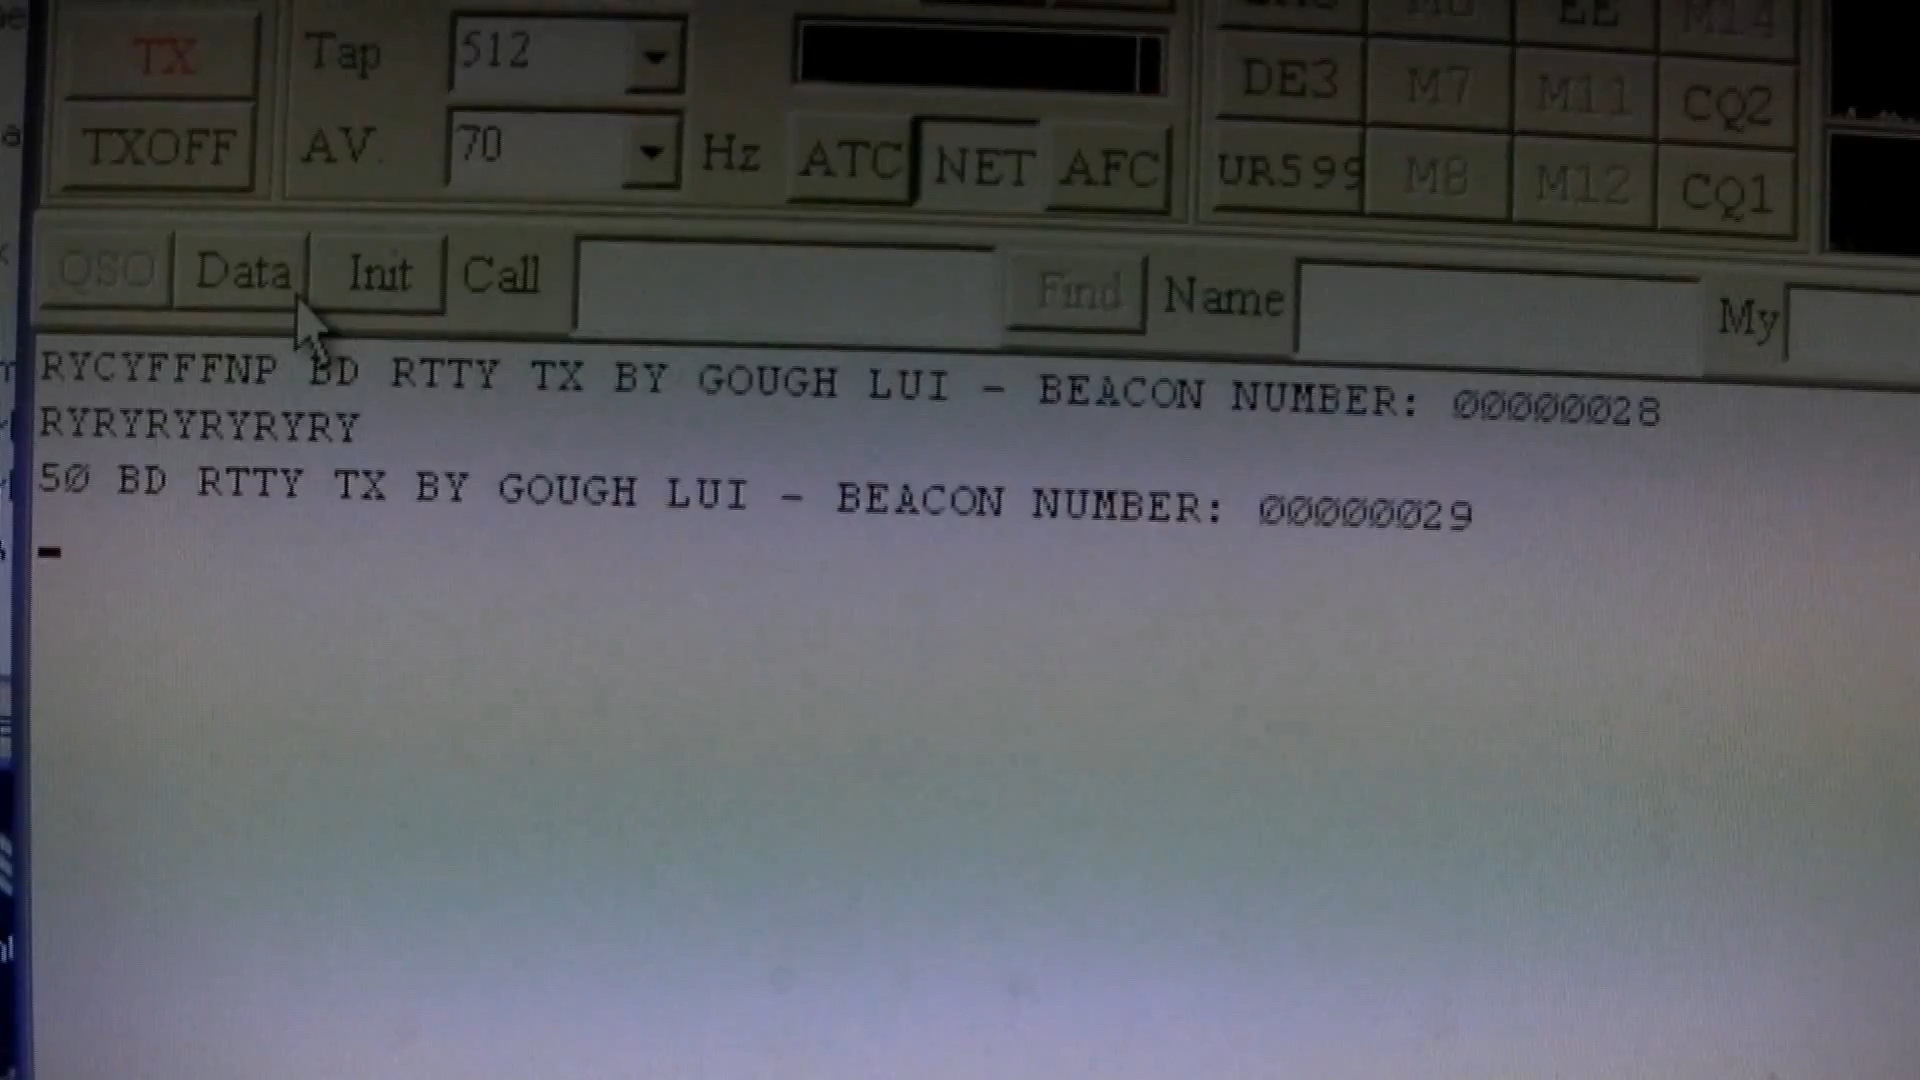 TX Tap 512 DE3 M7 M11 CQ2
TXOFF AV. 70 Hz ATC NET AFC UR599 M8 M12 CQ1
QSO Data Init Call Find Name My
RYCYFFFNP BD RTTY TX BY GOUGH LUI - BEACON NUMBER: 00000028
RYRYRYRYRYRY
50 BD RTTY TX BY GOUGH LUI - BEACON NUMBER: 00000029